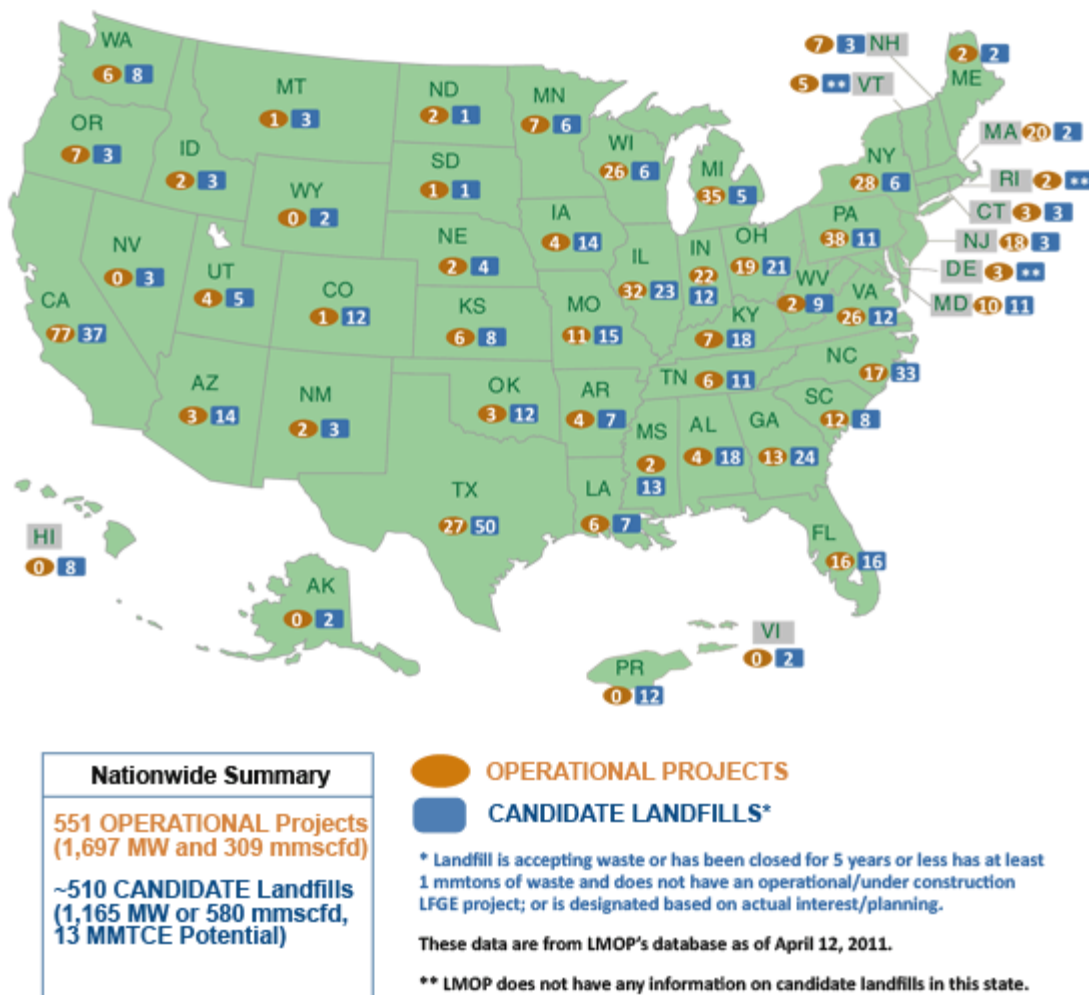 WA
6 8
MT
1 3
ND
2 1
MN
7 6
7 3 NH
2 2
ME
5 ** VT
OR
7 3
ID
2 3
SD
1 1
WI
26 6
MI
35 5
NY
28 6
MA 20 2
RI 2 **
CT 3 3
WY
0 2
IA
4 14
PA
38 11
NJ 18 3
NV
0 3
UT
4 5
NE
2 4
IL
32 23
IN
22
12
OH
19 21
WV
2 9
DE 3 **
MD 10 11
CA
77 37
CO
1 12
KS
6 8
MO
11 15
KY
7 18
VA
26 12
AZ
3 14
NM
2 3
OK
3 12
AR
4 7
TN 6 11
NC
17 33
SC
12 8
MS
2
13
AL
4 18
GA
13 24
TX
27 50
LA
6 7
FL
16 16
HI
0 8
AK
0 2
PR
0 12
VI
0 2
Nationwide Summary
551 OPERATIONAL Projects
(1,697 MW and 309 mmscfd)
~510 CANDIDATE Landfills
(1,165 MW or 580 mmscfd,
13 MMTCE Potential)
OPERATIONAL PROJECTS
CANDIDATE LANDFILLS*
* Landfill is accepting waste or has been closed for 5 years or less has at least
1 mmtons of waste and does not have an operational/under construction
LFGE project; or is designated based on actual interest/planning.
These data are from LMOP's database as of April 12, 2011.
** LMOP does not have any information on candidate landfills in this state.